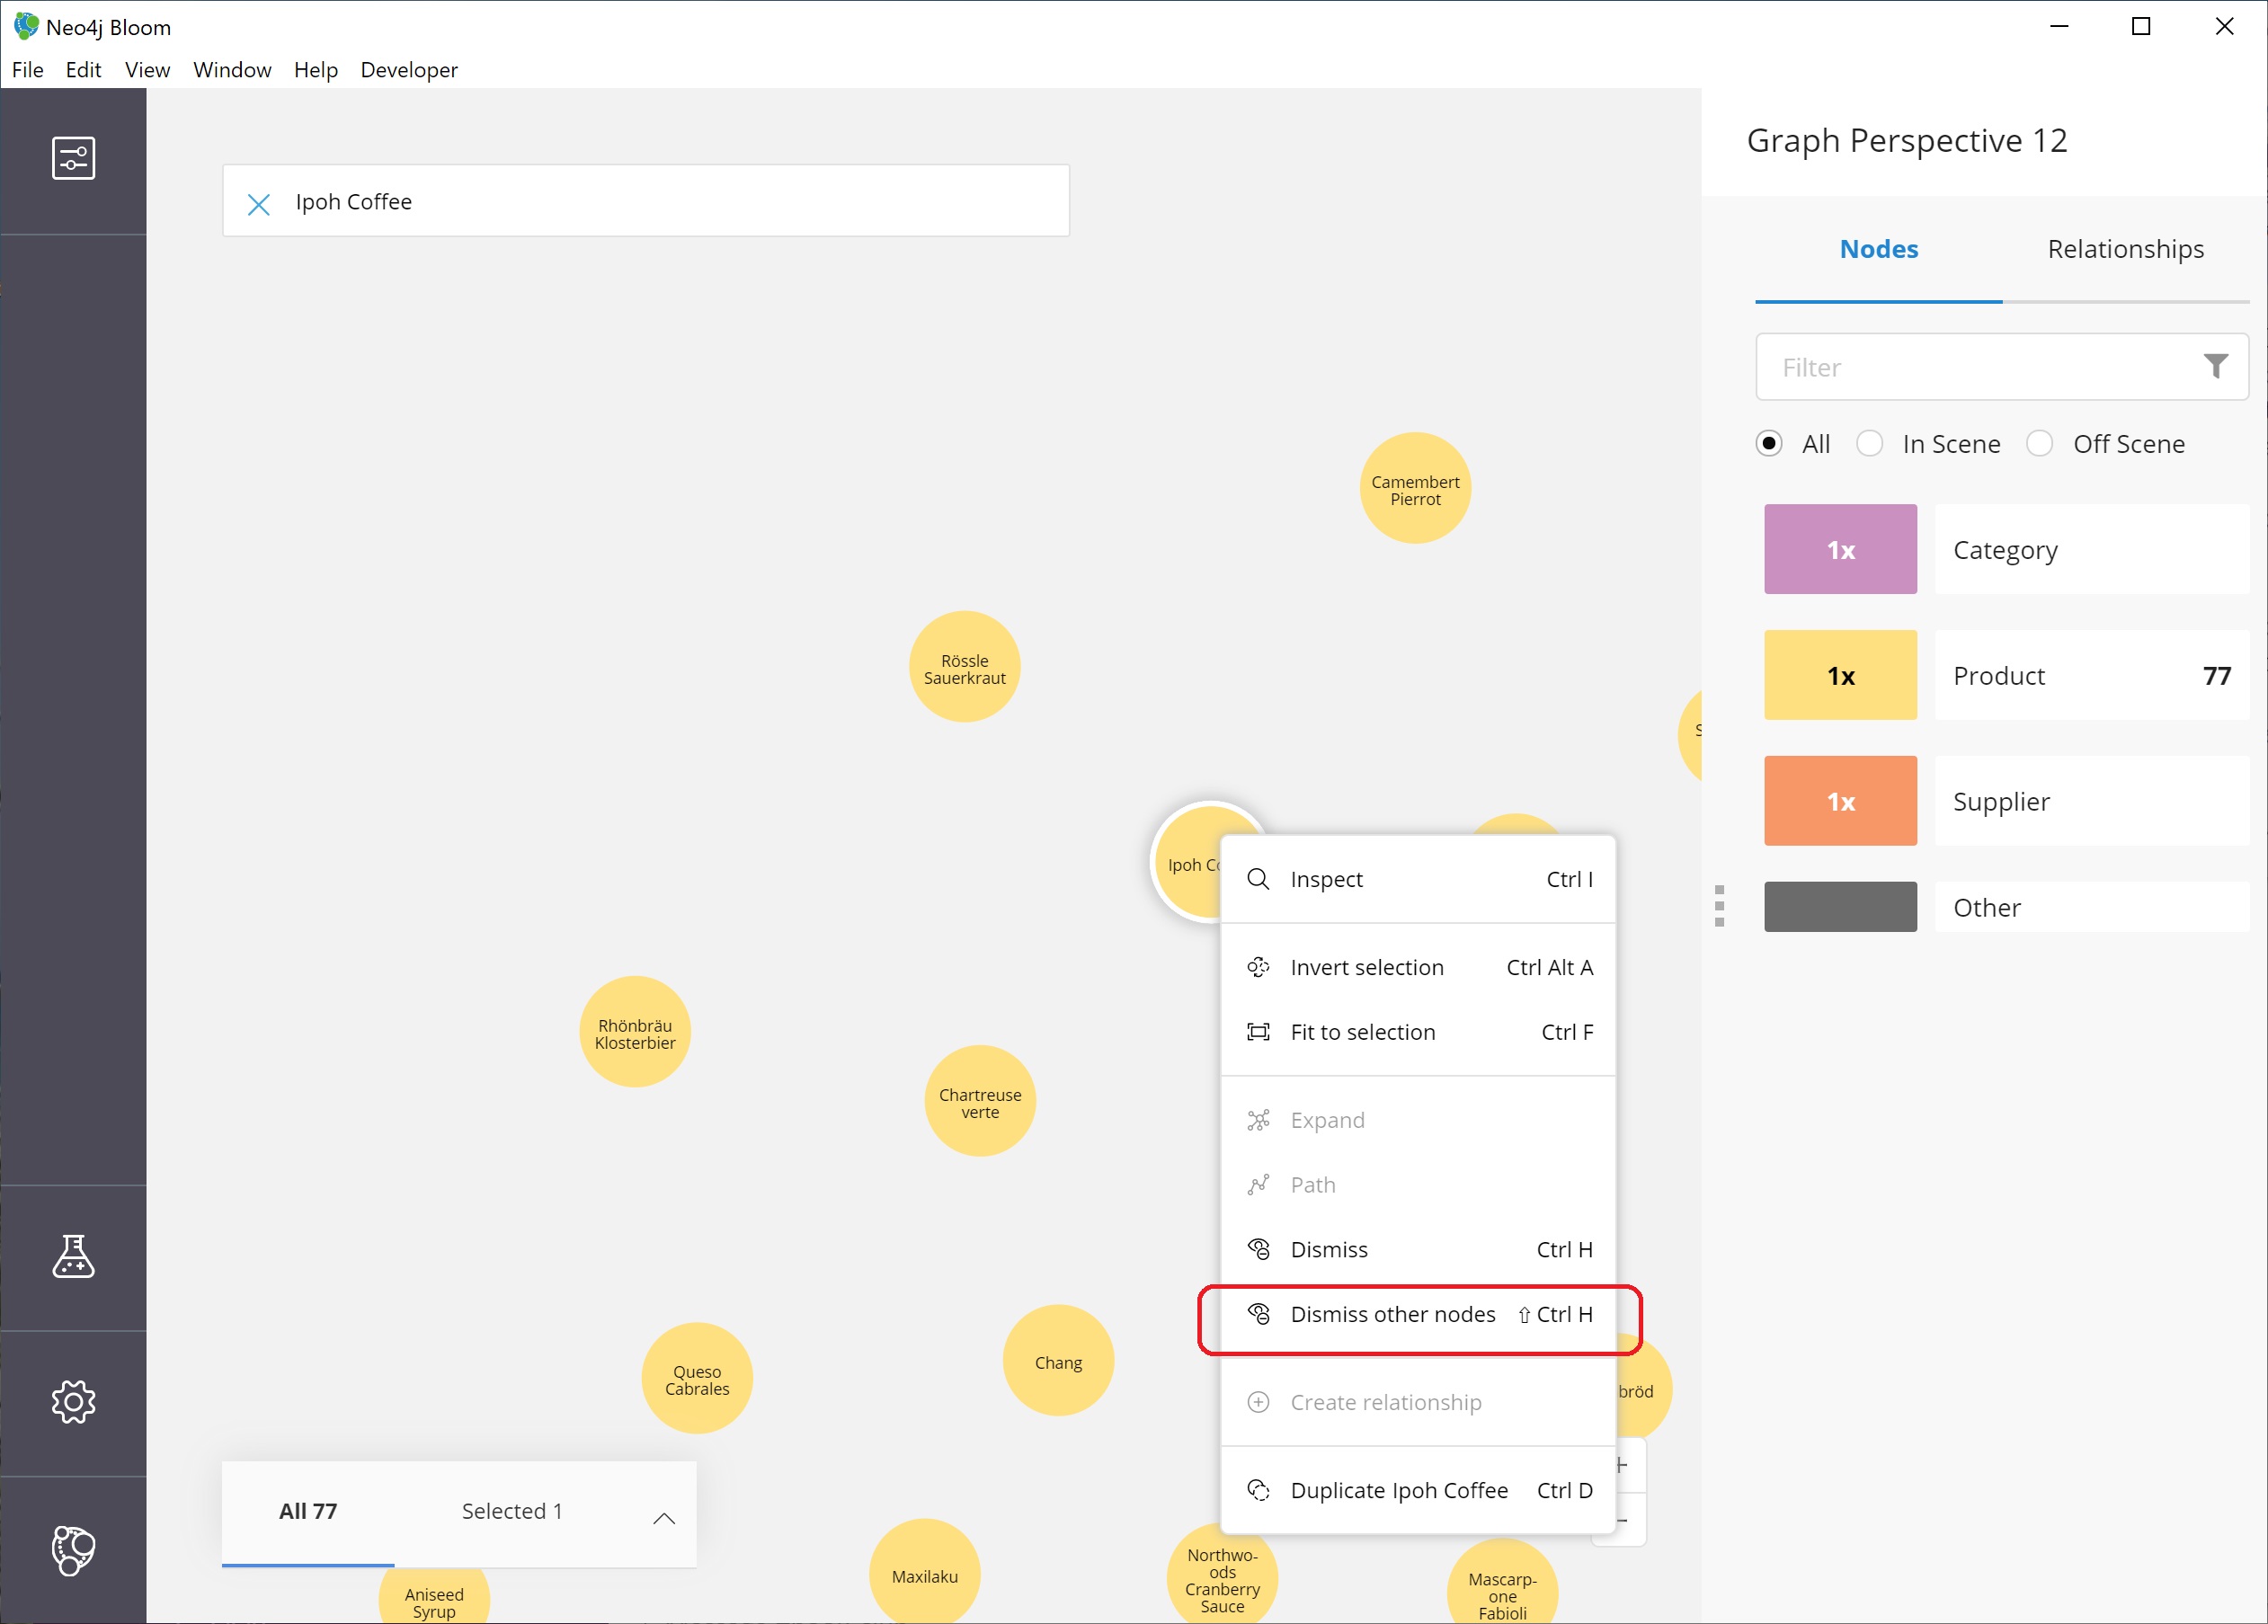 Neo4j Bloom
File Edit View Window Help Developer
Ipoh Coffee
Graph Perspective 12
Nodes Relationships
Filter
All In Scene Off Scene
1x Category
1x Product 77
1x Supplier
Other
Camembert
Pierrot
Rössle
Sauerkraut
S
Ipoh Co
Inspect Ctrl I
Invert selection Ctrl Alt A
Fit to selection Ctrl F
Expand
Path
Dismiss Ctrl H
Dismiss other nodes ⇧ Ctrl H
Create relationship
Duplicate Ipoh Coffee Ctrl D
Rhönbräu
Klosterbier
Chartreuse
verte
Queso
Cabrales
Chang
bröd
All 77 Selected 1
Aniseed
Syrup
Maxilaku
Northwo-
ods
Cranberry
Sauce
Mascarp-
one
Fabioli